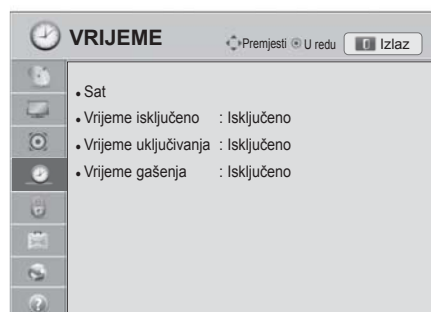 VRIJEME
Premjesti U redu Izlaz
• Sat
• Vrijeme isključeno : Isključeno
• Vrijeme uključivanja : Isključeno
• Vrijeme gašenja : Isključeno